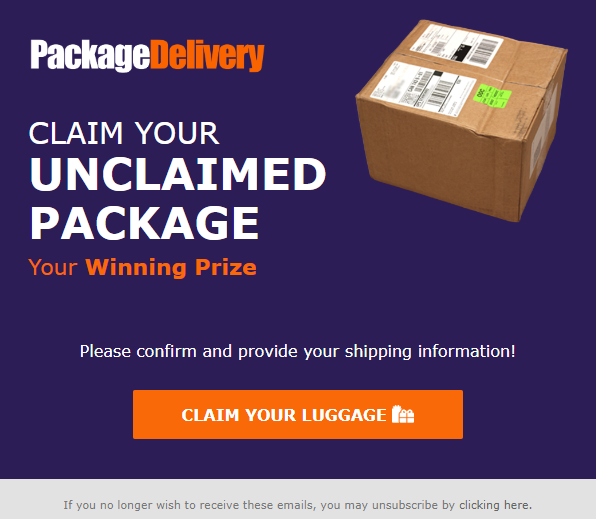 PackageDelivery
CLAIM YOUR
UNCLAIMED
PACKAGE
Your Winning Prize
Please confirm and provide your shipping information!
CLAIM YOUR LUGGAGE
If you no longer wish to receive these emails, you may unsubscribe by clicking here.